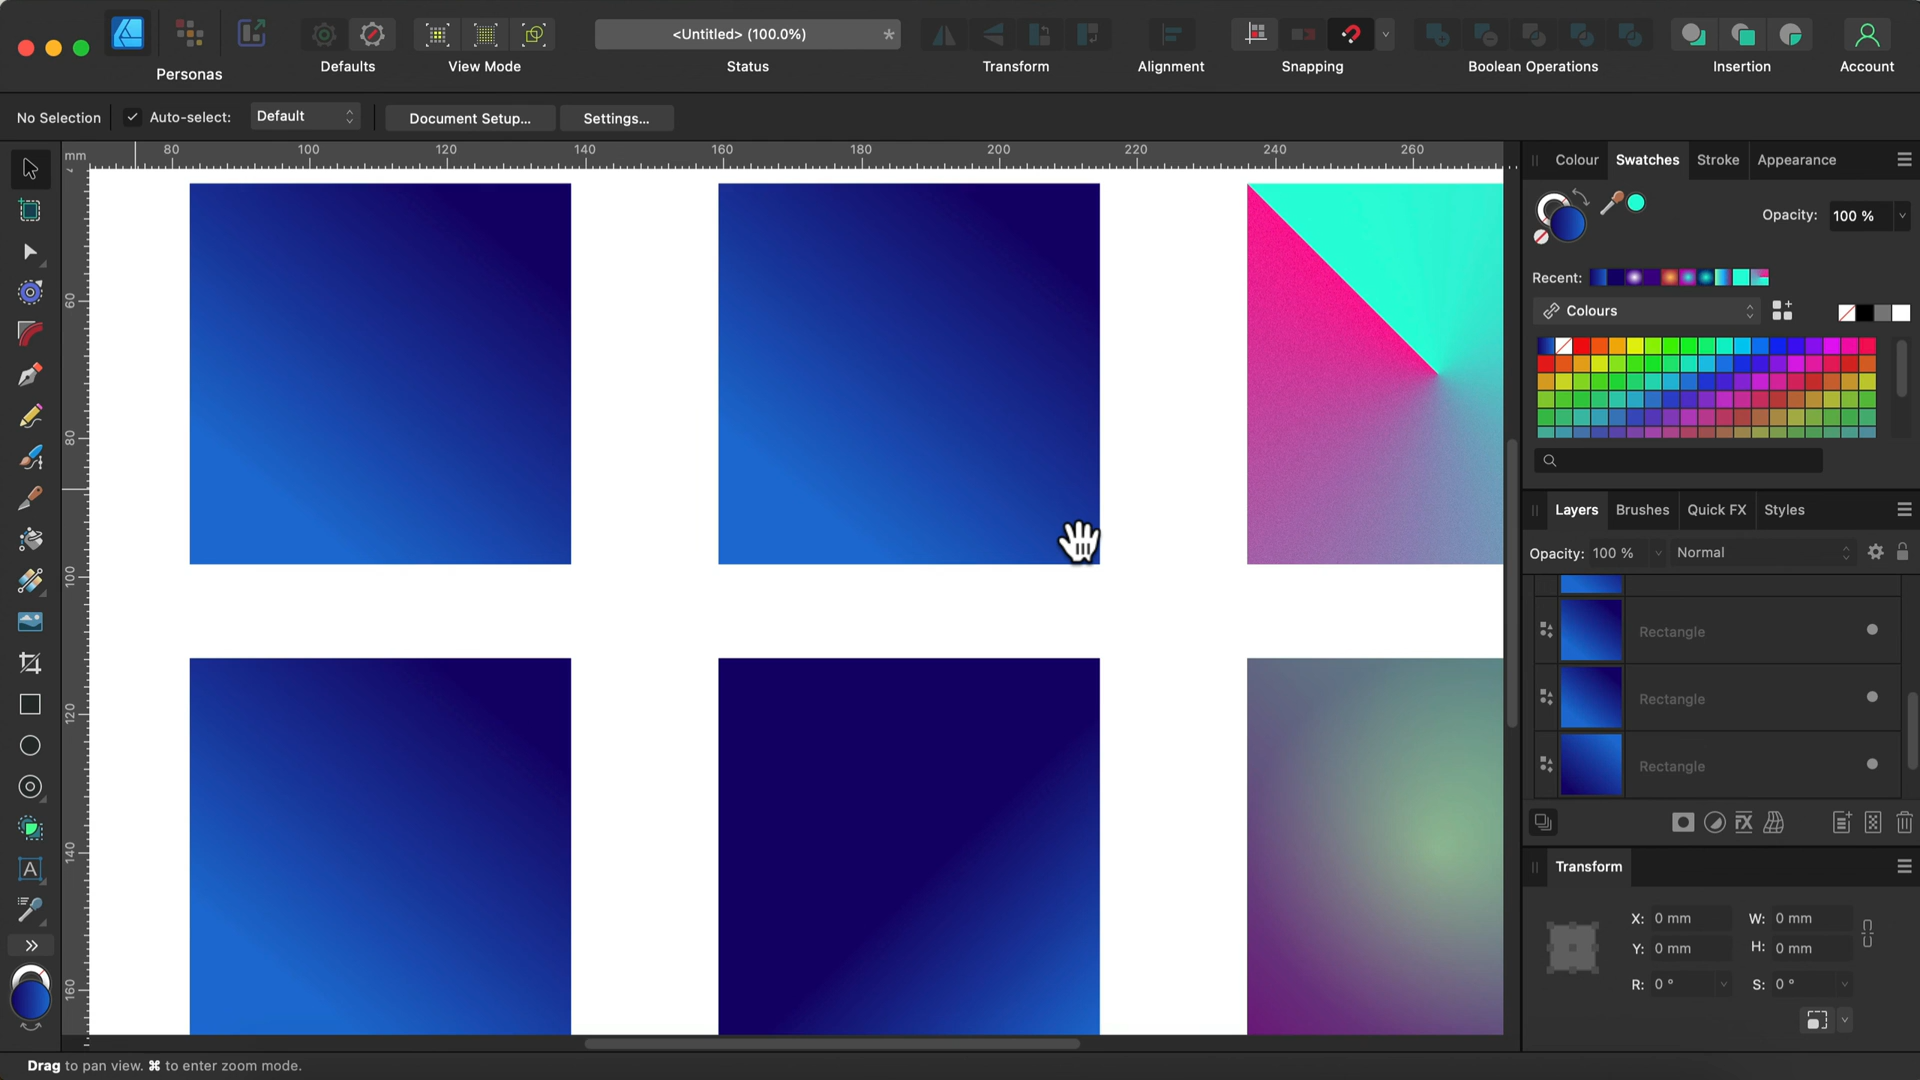 <Untitled> (100.0%)
*
Personas
Defaults
View Mode
Status
Transform
Alignment
Snapping
Boolean Operations
Insertion
Account
No Selection
Auto-select:
Default
Document Setup...
Settings...
mm
80
100
120
140
160
180
200
220
240
260
60
80
100
120
140
160
Colour
Swatches
Stroke
Appearance
Opacity:
100 %
Recent:
Colours
Layers
Brushes
Quick FX
Styles
Opacity:
100 %
Normal
Rectangle
Rectangle
Rectangle
FX
Transform
X: 0 mm
W: 0 mm
Y: 0 mm
H: 0 mm
R: 0 °
S: 0 °
A
Drag to pan view. ⌘ to enter zoom mode.